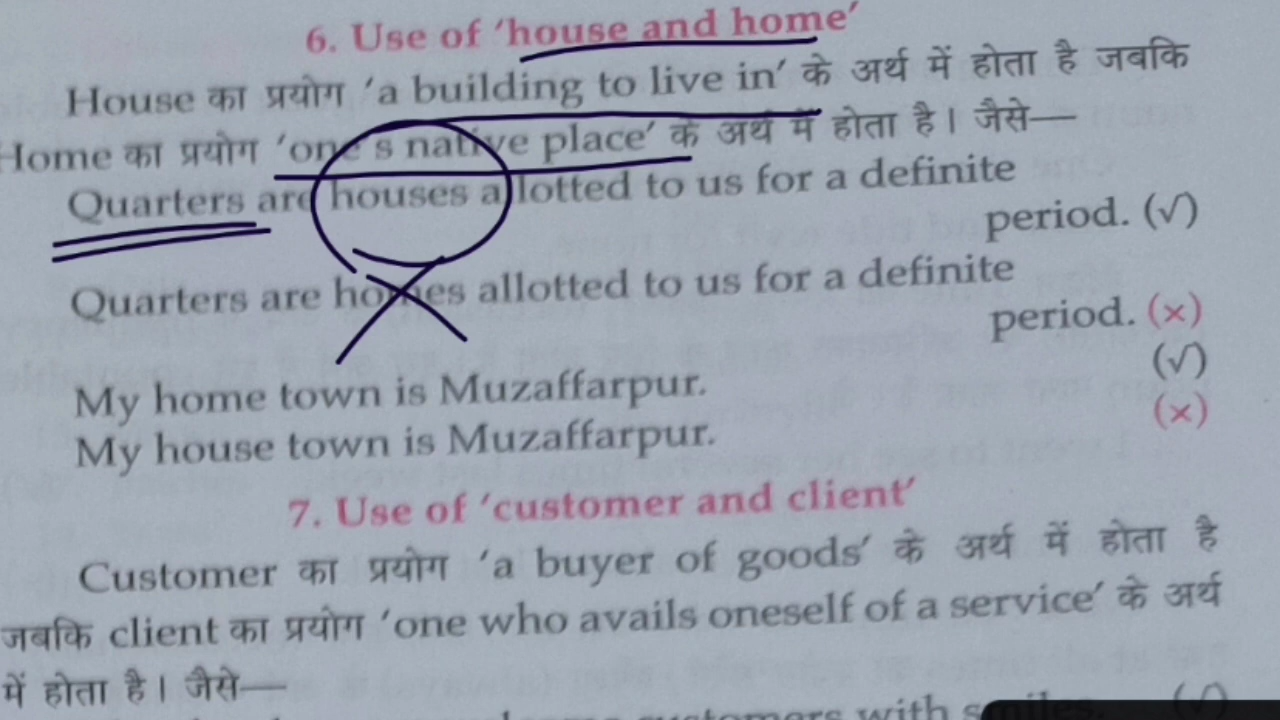 6. Use of 'house and home'
House का प्रयोग 'a building to live in' के अर्थ में होता है जबकि
Home का प्रयोग 'one's native place' के अर्थ में होता है। जैसे—
Quarters are houses allotted to us for a definite
period. (√)
Quarters are homes allotted to us for a definite
period. (×)
My home town is Muzaffarpur. (√)
My house town is Muzaffarpur. (×)
7. Use of 'customer and client'
Customer का प्रयोग 'a buyer of goods' के अर्थ में होता है
जबकि client का प्रयोग 'one who avails oneself of a service' के अर्थ
में होता है। जैसे—
customers with smiles. (√)